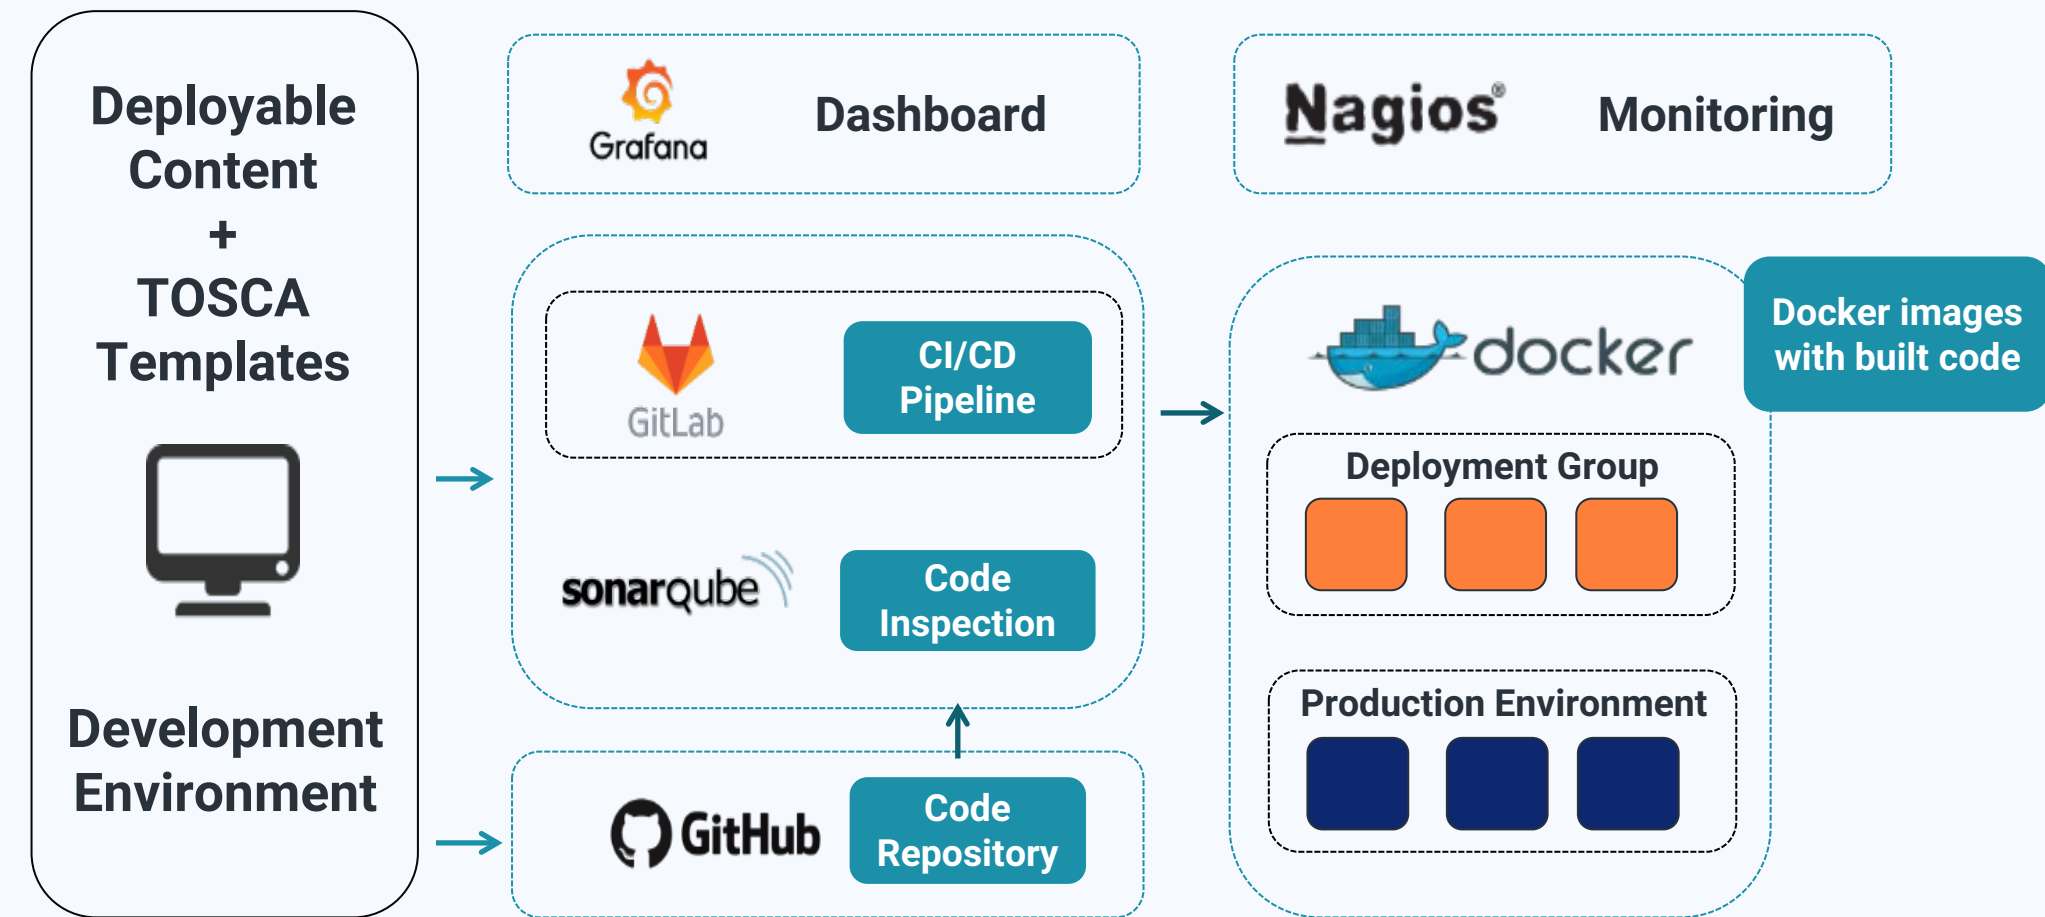 Deployable
Content
+
TOSCA
Templates
Development
Environment
Grafana
Dashboard
Nagios®
Monitoring
GitLab
CI/CD
Pipeline
sonarqube
Code
Inspection
GitHub
Code
Repository
docker
Docker images
with built code
Deployment Group
Production Environment